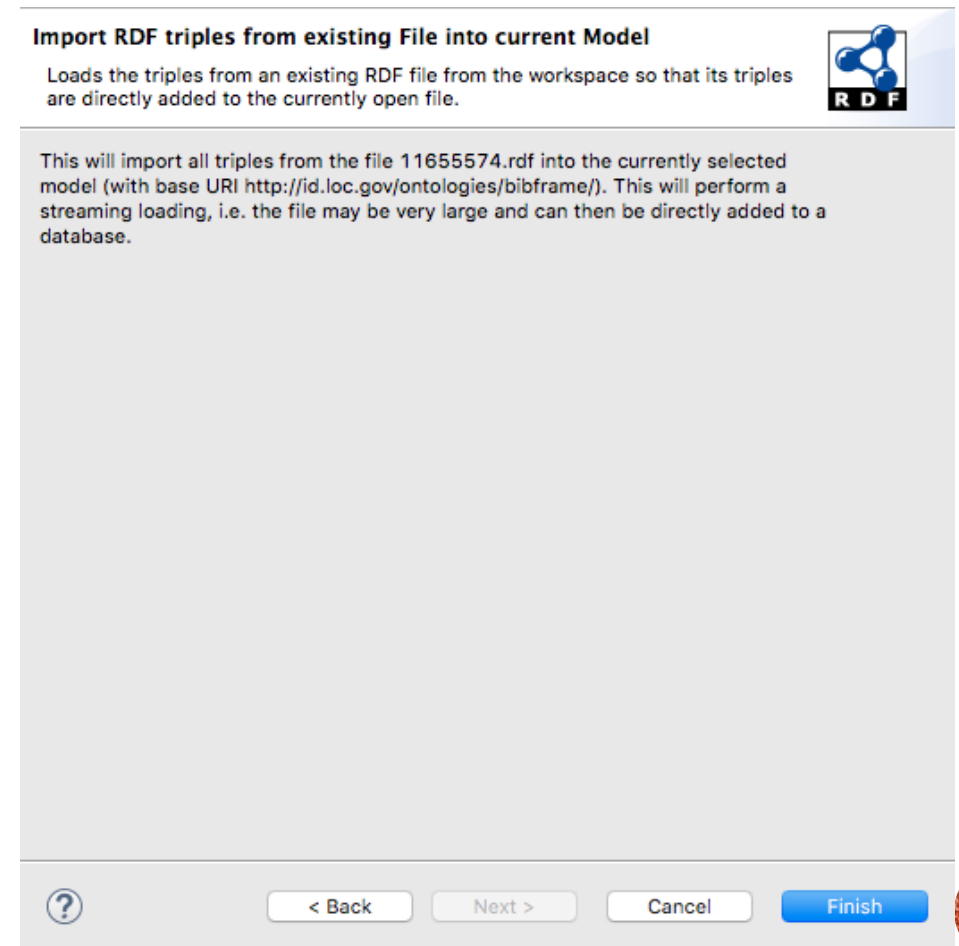 Import RDF triples from existing File into current Model
Loads the triples from an existing RDF file from the workspace so that its triples
are directly added to the currently open file.
RDF
This will import all triples from the file 11655574.rdf into the currently selected
model (with base URI http://id.loc.gov/ontologies/bibframe/). This will perform a
streaming loading, i.e. the file may be very large and can then be directly added to a
database.
?
< Back
Next >
Cancel
Finish